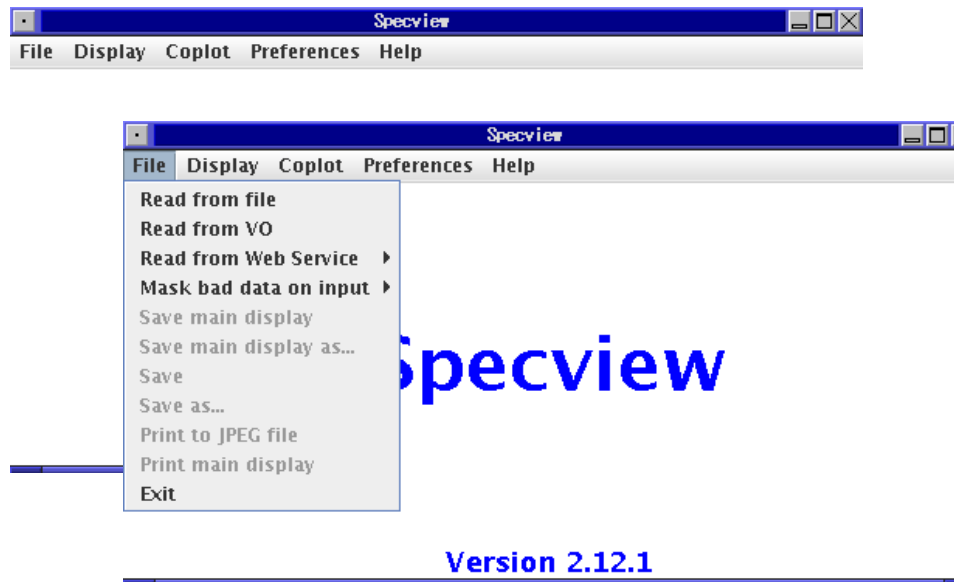 Specview
File Display Coplot Preferences Help
Specview
File Display Coplot Preferences Help
Read from file
Read from VO
Read from Web Service
Mask bad data on input
Save main display
Save main display as...
Save
Save as...
Print to JPEG file
Print main display
Exit
Specview
Version 2.12.1